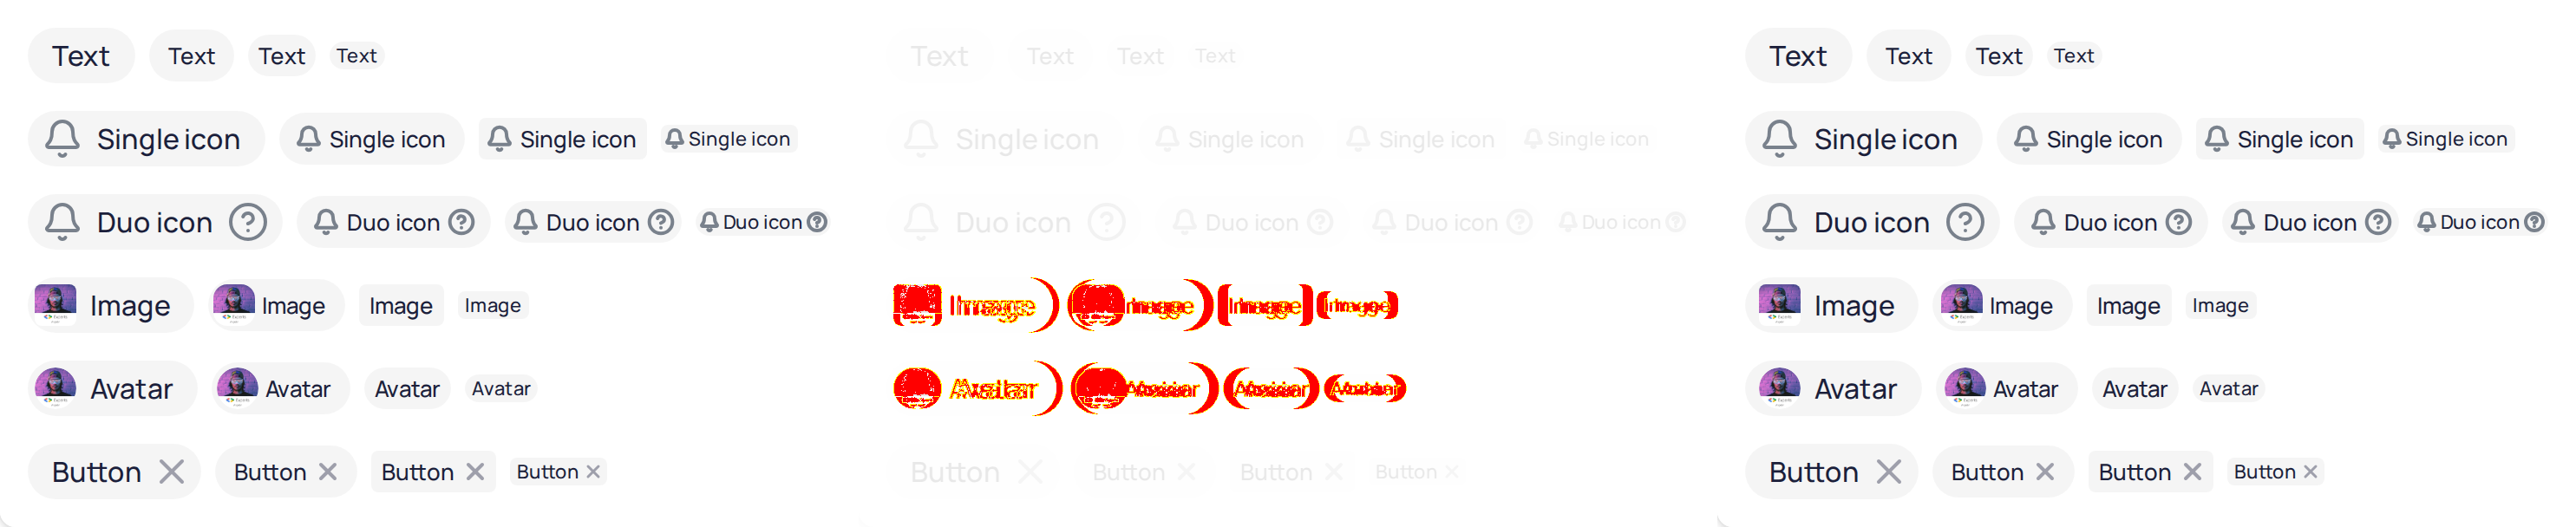 Text Text Text Text Text Text Text Text Text Text Text Text
Single icon Single icon Single icon Single icon Single icon Single icon Single icon Single icon Single icon Single icon Single icon Single icon
Duo icon Duo icon Duo icon Duo icon Duo icon Duo icon Duo icon Duo icon Duo icon Duo icon Duo icon Duo icon
Image Image Image Image Image Image Image Image Image Image Image Image
Avatar Avatar Avatar Avatar Avatar Avatar Avatar Avatar Avatar Avatar
Button Button Button Button Button Button Button Button Button Button Button Button